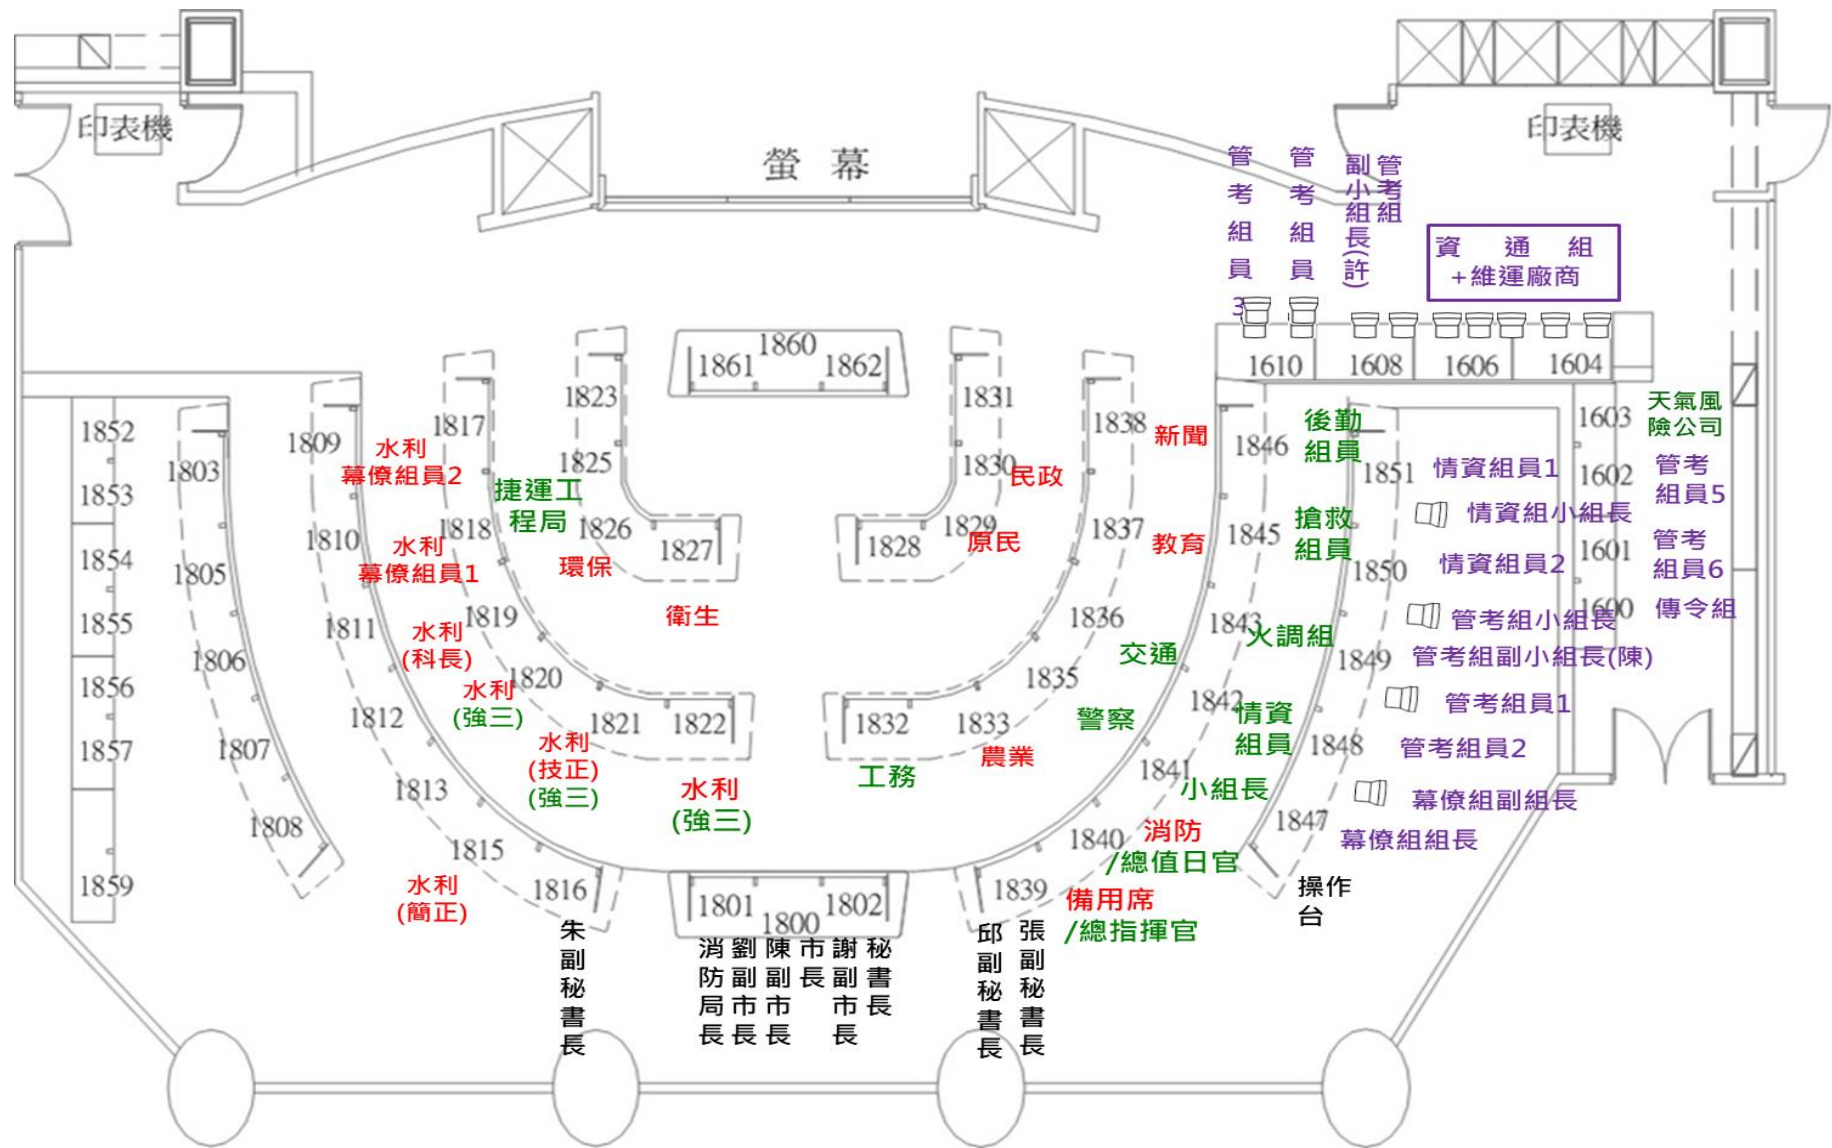 印表機
印表機
螢幕
管考組員3
管考組員
管考組
副小組長(許)
資通組
+維運廠商
1860
1861
1862
1610
1608
1606
1604
1823
1825
1826
1827
1831
1830
1829
1828
民政
原民
環保
衛生
1817
1818
1819
1820
1821
1822
捷運工
程局
1838
1837
1836
1835
1833
1832
新聞
教育
交通
警察
農業
工務
1809
1810
1811
1812
1813
1815
1816
水利
幕僚組員2
水利
幕僚組員1
水利
(科長)
水利
(強三)
水利
(技正)
(強三)
水利
(強三)
水利
(簡正)
1846
1845
1843
1842
1841
1840
1839
後勤
組員
搶救
組員
火調組
情資
組員
小組長
消防
/總值日官
備用席
/總指揮官
1852
1853
1854
1855
1856
1857
1859
1803
1805
1806
1807
1808
1851
1850
1849
1848
1847
情資組員1
情資組小組長
情資組員2
管考組小組長
管考組副小組長(陳)
管考組員1
管考組員2
幕僚組副組長
幕僚組組長
操作
台
1603
1602
1601
1600
天氣風
險公司
管考
組員5
管考
組員6
傳令組
1801
1802
1800
朱副秘書長
消防局長
劉副市長
陳副市長
市長
謝副市長
秘書長
邱副秘書長
張副秘書長